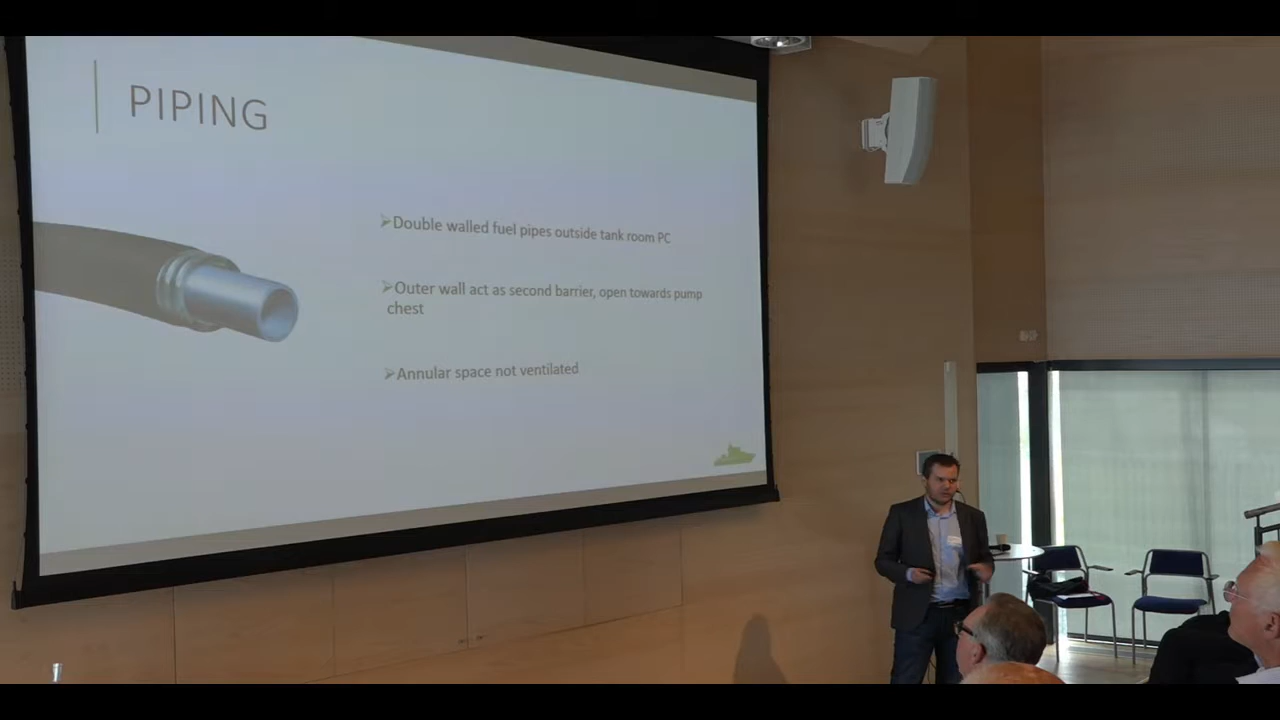 PIPING
➢Double walled fuel pipes outside tank room PC
➢Outer wall act as second barrier, open towards pump
chest
➢Annular space not ventilated